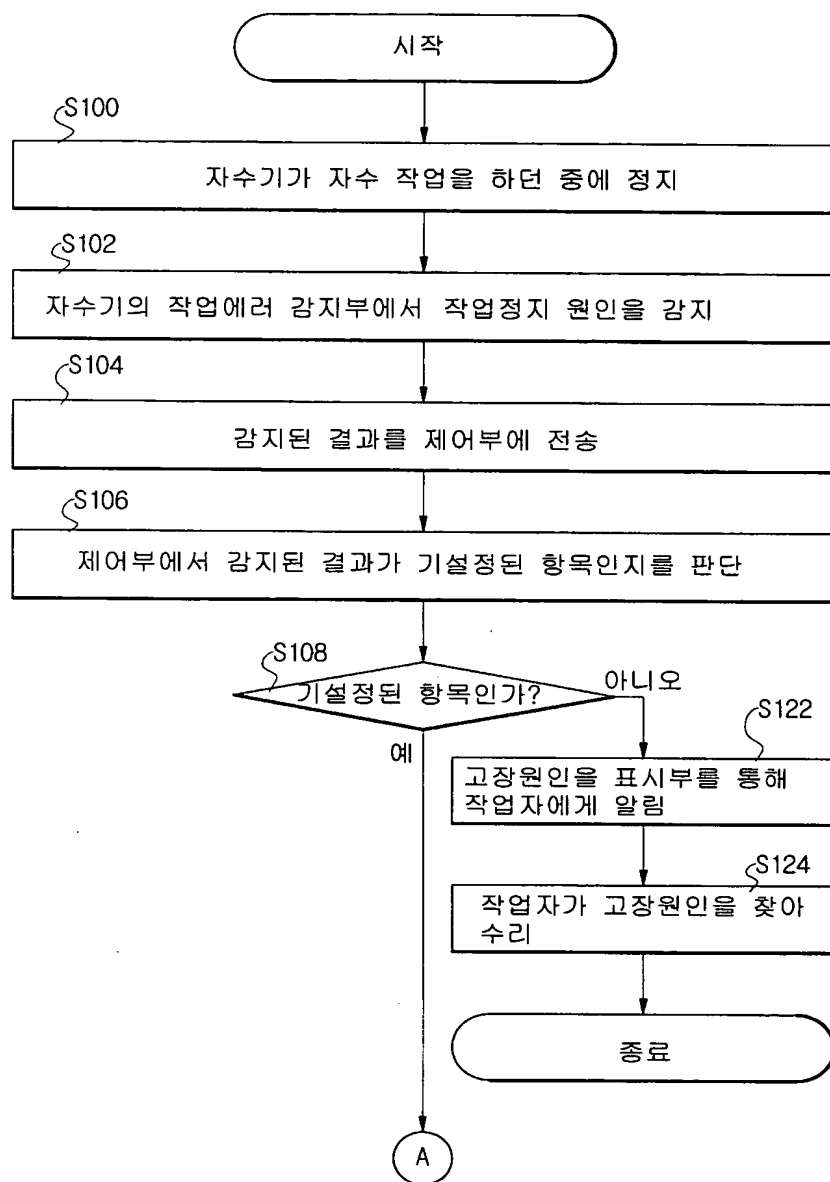 시작
S100
자수기가 자수 작업을 하던 중에 정지
S102
자수기의 작업에러 감지부에서 작업정지 원인을 감지
S104
감지된 결과를 제어부에 전송
S106
제어부에서 감지된 결과가 기설정된 항목인지를 판단
S108
기설정된 항목인가?
아니오
예
S122
고장원인을 표시부를 통해
작업자에게 알림
S124
작업자가 고장원인을 찾아
수리
종료
A